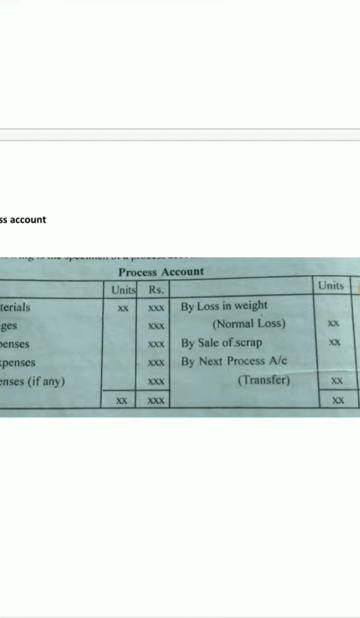 ss account
Process Account
Units Rs. Units
terials xx xxx By Loss in weight
ges xxx (Normal Loss) xx
penses xxx By Sale of scrap xx
xpenses xxx By Next Process A/c
enses (if any) xxx (Transfer) xx
xx xxx xx